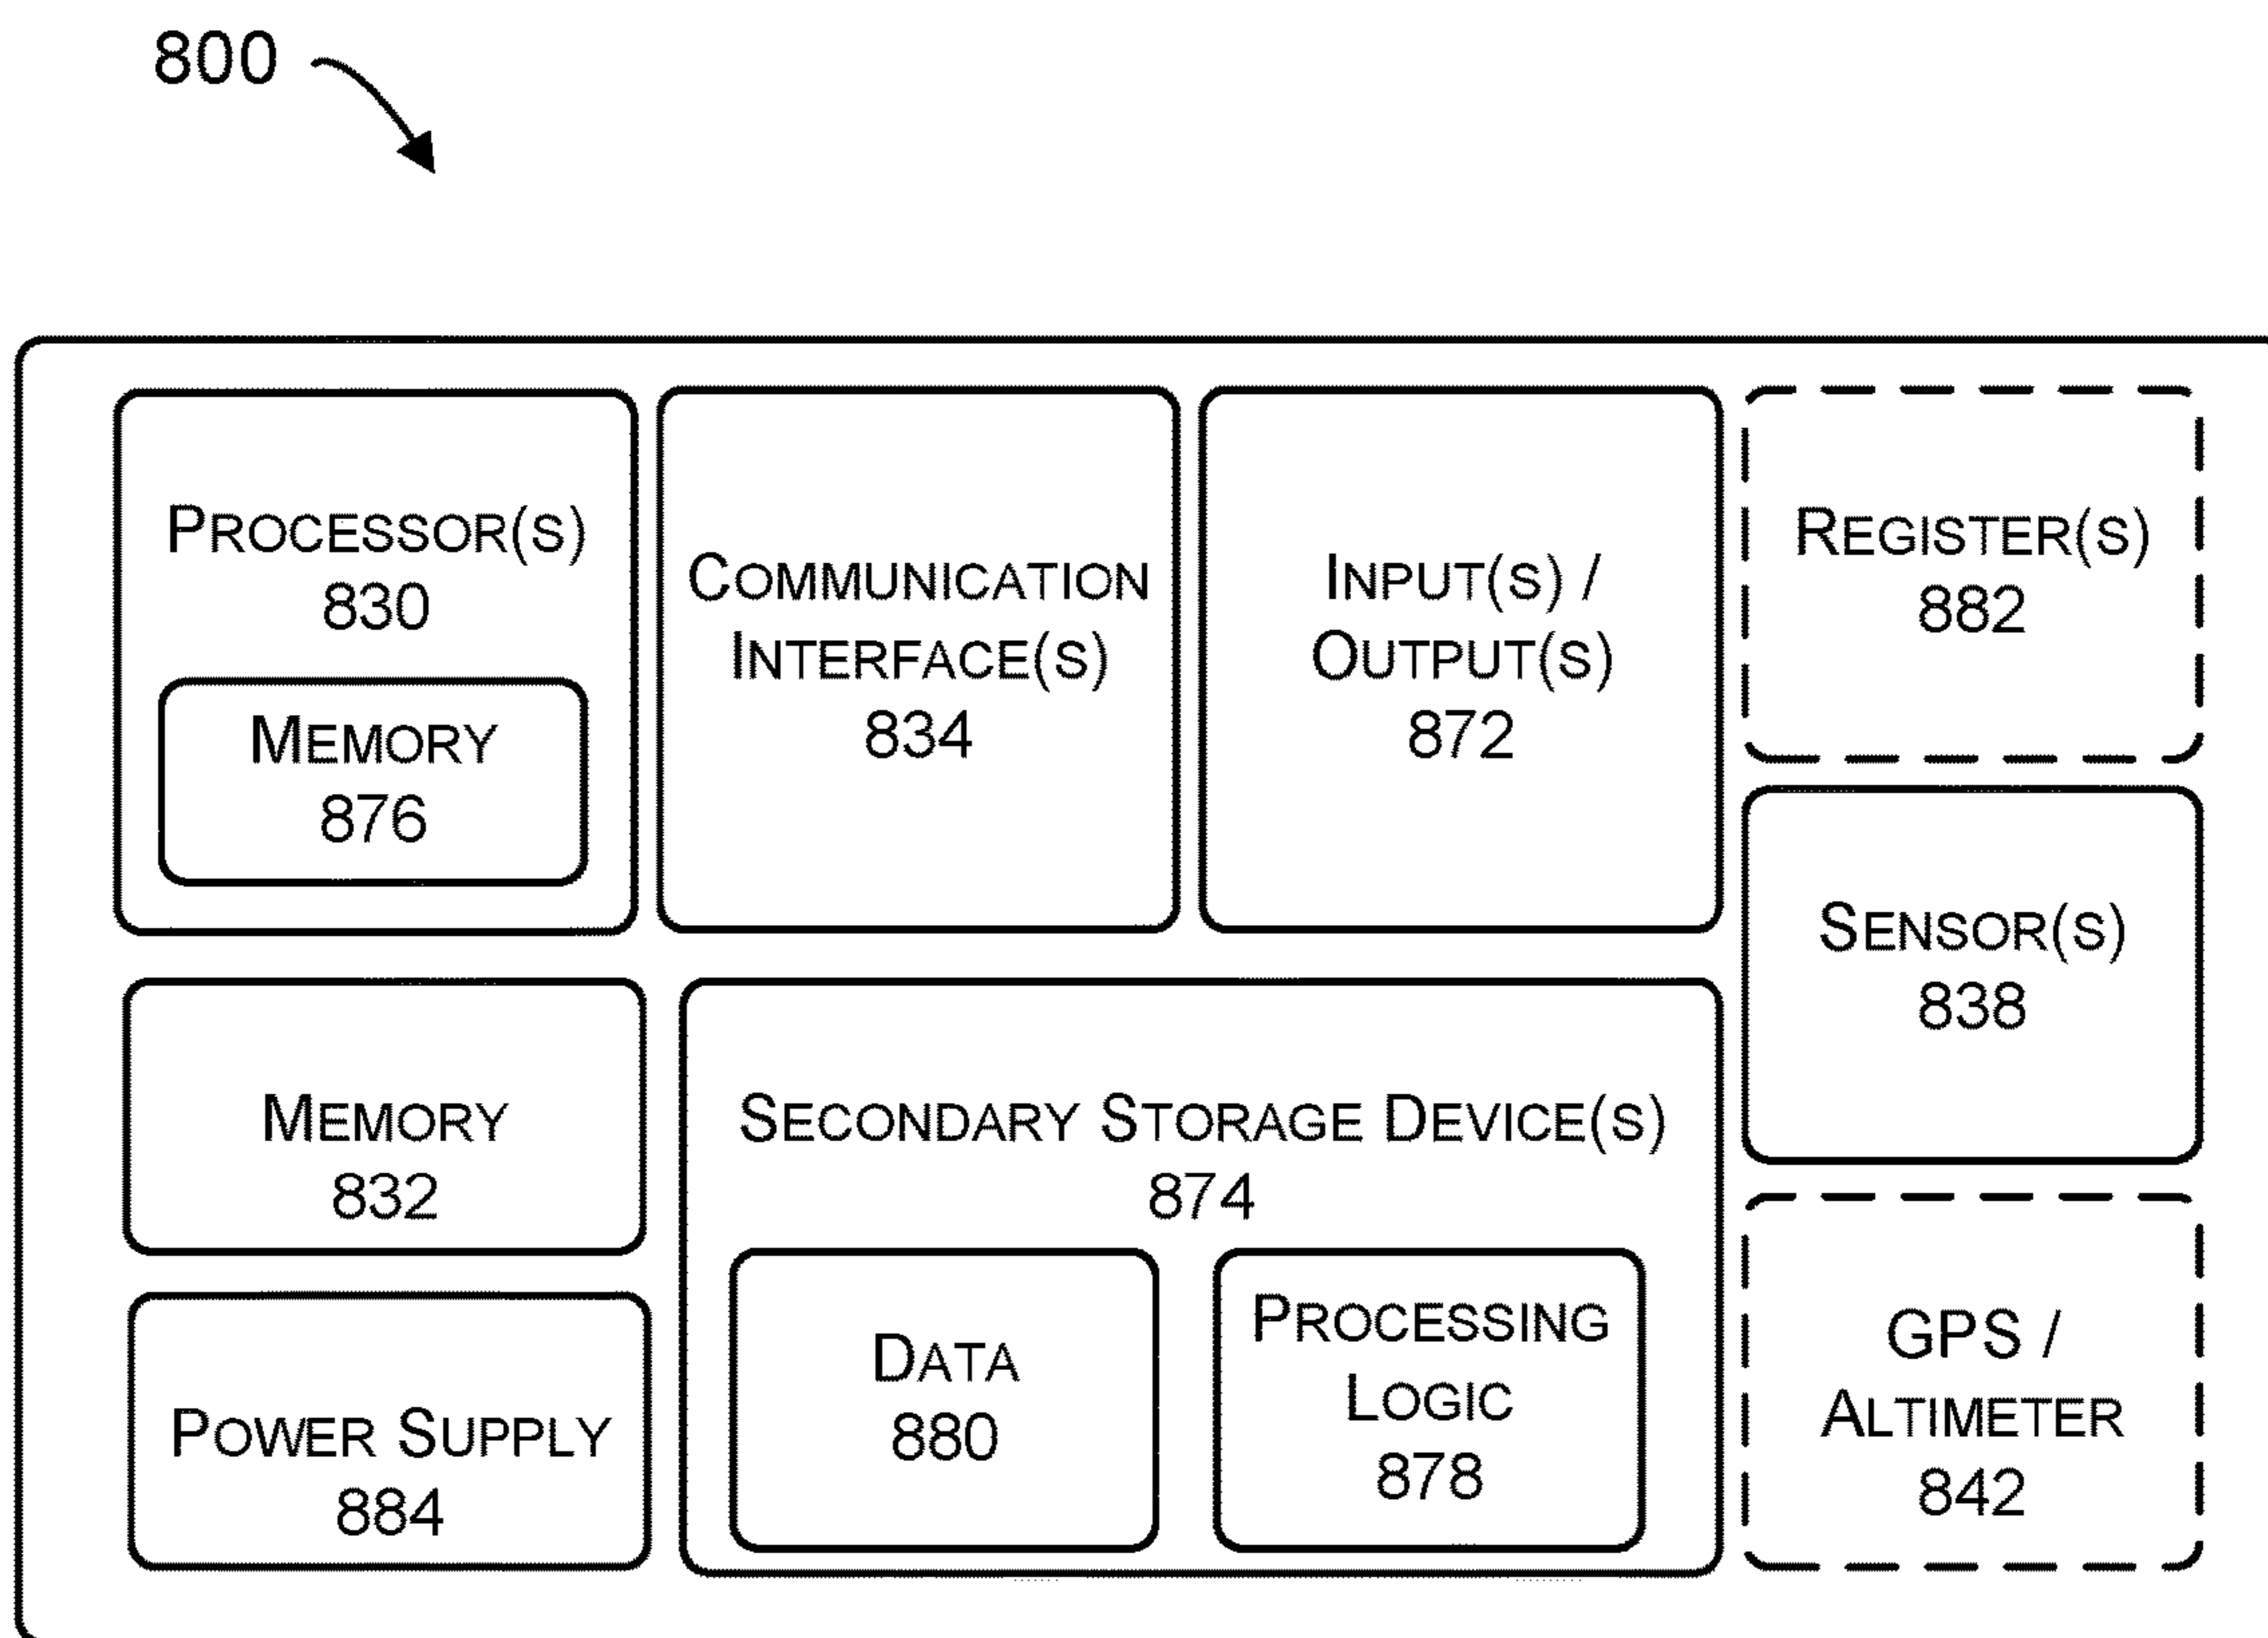 800
PROCESSOR(S)
830
MEMORY
876
COMMUNICATION
INTERFACE(S)
834
INPUT(S) /
OUTPUT(S)
872
REGISTER(S)
882
SENSOR(S)
838
MEMORY
832
SECONDARY STORAGE DEVICE(S)
874
DATA
880
PROCESSING
LOGIC
878
POWER SUPPLY
884
GPS /
ALTIMETER
842